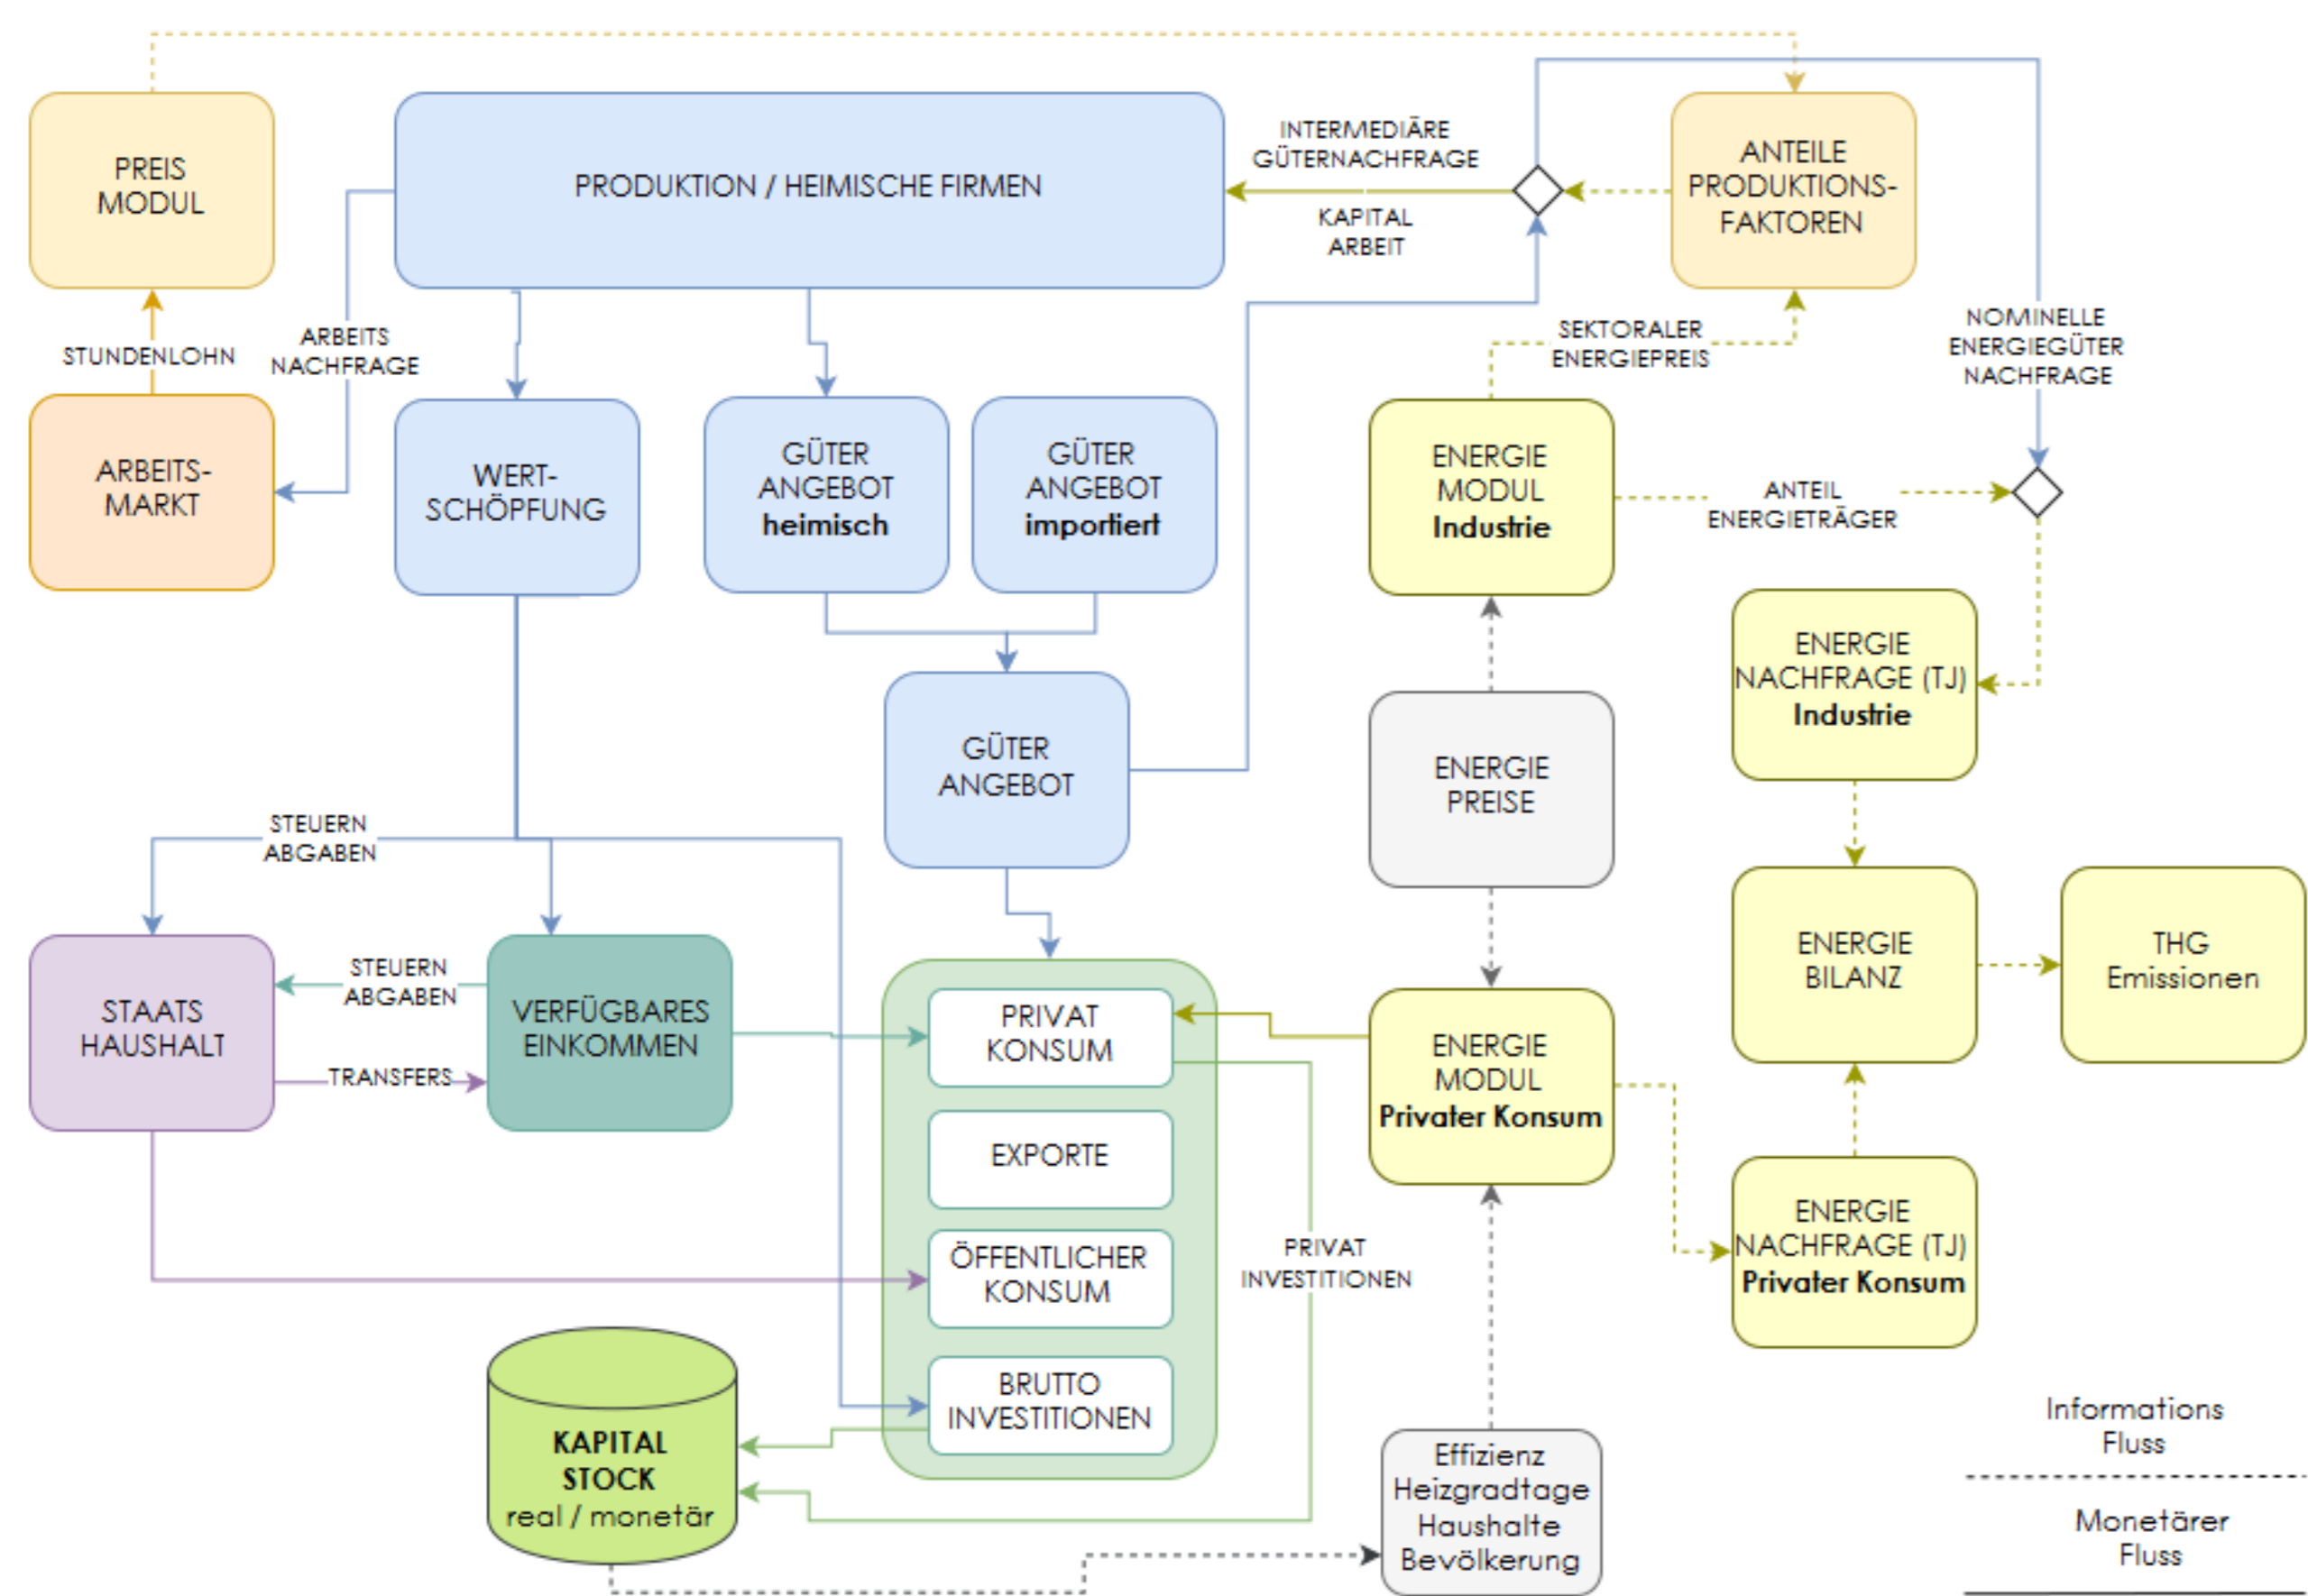 PREIS
MODUL
PRODUKTION / HEIMISCHE FIRMEN
INTERMEDIÄRE
GÜTERNACHFRAGE
KAPITAL
ARBEIT
ANTEILE
PRODUKTIONS-
FAKTOREN
STUNDENLOHN
ARBEITS
NACHFRAGE
SEKTORALER
ENERGIEPREIS
NOMINELLE
ENERGIEGÜTER
NACHFRAGE
ARBEITS-
MARKT
WERT-
SCHÖPFUNG
GÜTER
ANGEBOT
heimisch
GÜTER
ANGEBOT
importiert
ENERGIE
MODUL
Industrie
ANTEIL
ENERGIETRÄGER
ENERGIE
NACHFRAGE (TJ)
Industrie
GÜTER
ANGEBOT
ENERGIE
PREISE
STEUERN
ABGABEN
STAATS
HAUSHALT
STEUERN
ABGABEN
TRANSFERS
VERFÜGBARES
EINKOMMEN
PRIVAT
KONSUM
EXPORTE
ÖFFENTLICHER
KONSUM
BRUTTO
INVESTITIONEN
PRIVAT
INVESTITIONEN
ENERGIE
MODUL
Privater Konsum
ENERGIE
BILANZ
THG
Emissionen
ENERGIE
NACHFRAGE (TJ)
Privater Konsum
KAPITAL
STOCK
real / monetär
Effizienz
Heizgradtage
Haushalte
Bevölkerung
Informations
Fluss
Monetärer
Fluss